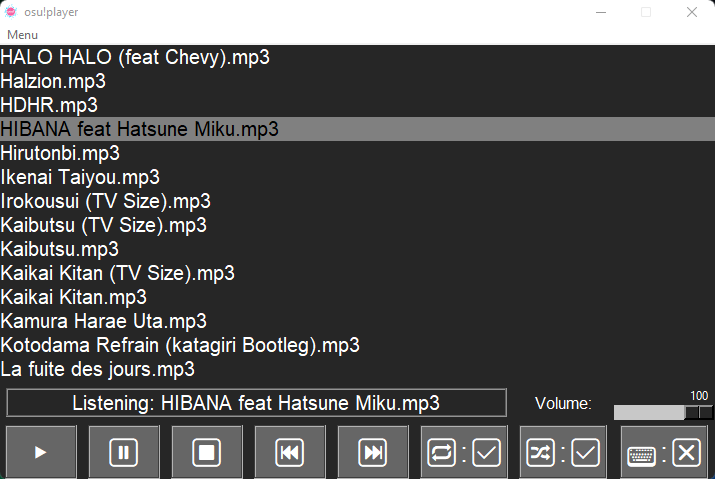 osu!player
Menu
HALO HALO (feat Chevy).mp3
Halzion.mp3
HDHR.mp3
HIBANA feat Hatsune Miku.mp3
Hirutonbi.mp3
Ikenai Taiyou.mp3
Irokousui (TV Size).mp3
Kaibutsu (TV Size).mp3
Kaibutsu.mp3
Kaikai Kitan (TV Size).mp3
Kaikai Kitan.mp3
Kamura Harae Uta.mp3
Kotodama Refrain (katagiri Bootleg).mp3
La fuite des jours.mp3
Listening: HIBANA feat Hatsune Miku.mp3
Volume:
100
: : :